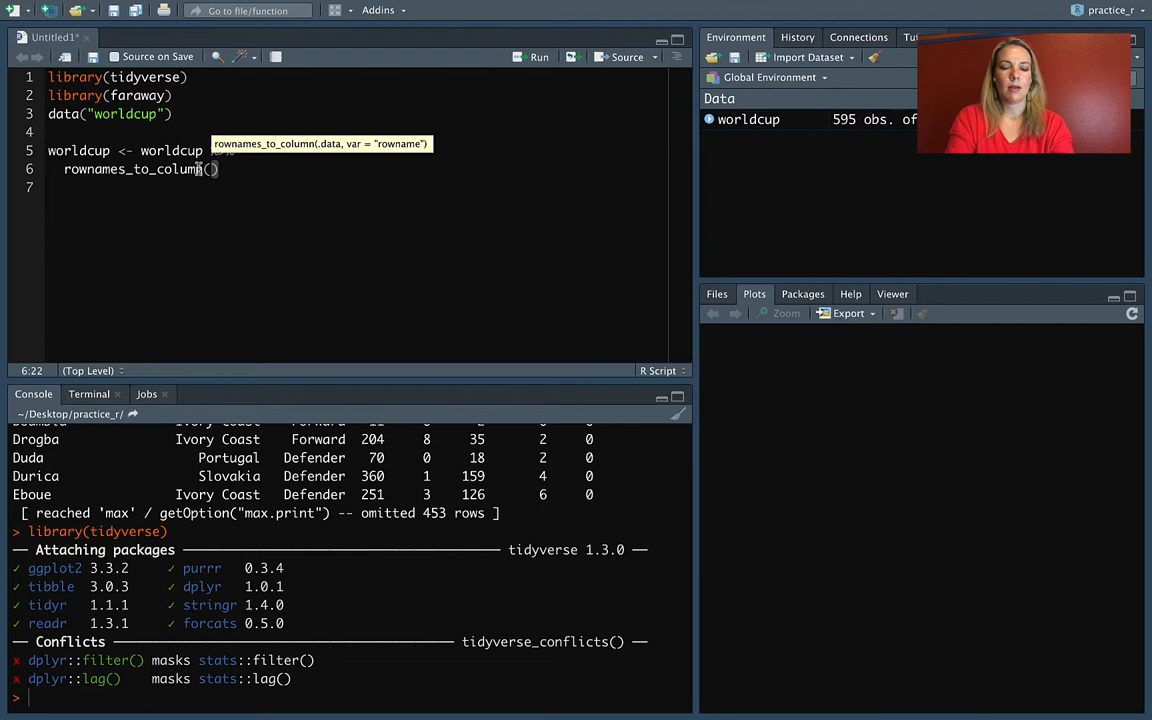 Go to file/function
Addins
practice_r
Untitled1*
Source on Save
Run
Source
1 library(tidyverse)
2 library(faraway)
3 data("worldcup")
4
5 worldcup <- worldcup %>%
rownames_to_column(.data, var = "rowname")
6 rownames_to_column()
7
6:22
(Top Level)
R Script
Console
Terminal
Jobs
~/Desktop/practice_r/
Drogba Ivory Coast Forward 204 8 35 2 0
Duda Portugal Defender 70 0 18 2 0
Durica Slovakia Defender 360 1 159 4 0
Eboue Ivory Coast Defender 251 3 126 6 0
[ reached 'max' / getOption("max.print") -- omitted 453 rows ]
> library(tidyverse)
── Attaching packages ── tidyverse 1.3.0 ──
✓ ggplot2 3.3.2 ✓ purrr 0.3.4
✓ tibble 3.0.3 ✓ dplyr 1.0.1
✓ tidyr 1.1.1 ✓ stringr 1.4.0
✓ readr 1.3.1 ✓ forcats 0.5.0
── Conflicts ── tidyverse_conflicts() ──
x dplyr::filter() masks stats::filter()
x dplyr::lag() masks stats::lag()
>
Environment
History
Connections
Tu
Import Dataset
Global Environment
Data
worldcup 595 obs. of
Files
Plots
Packages
Help
Viewer
Zoom
Export